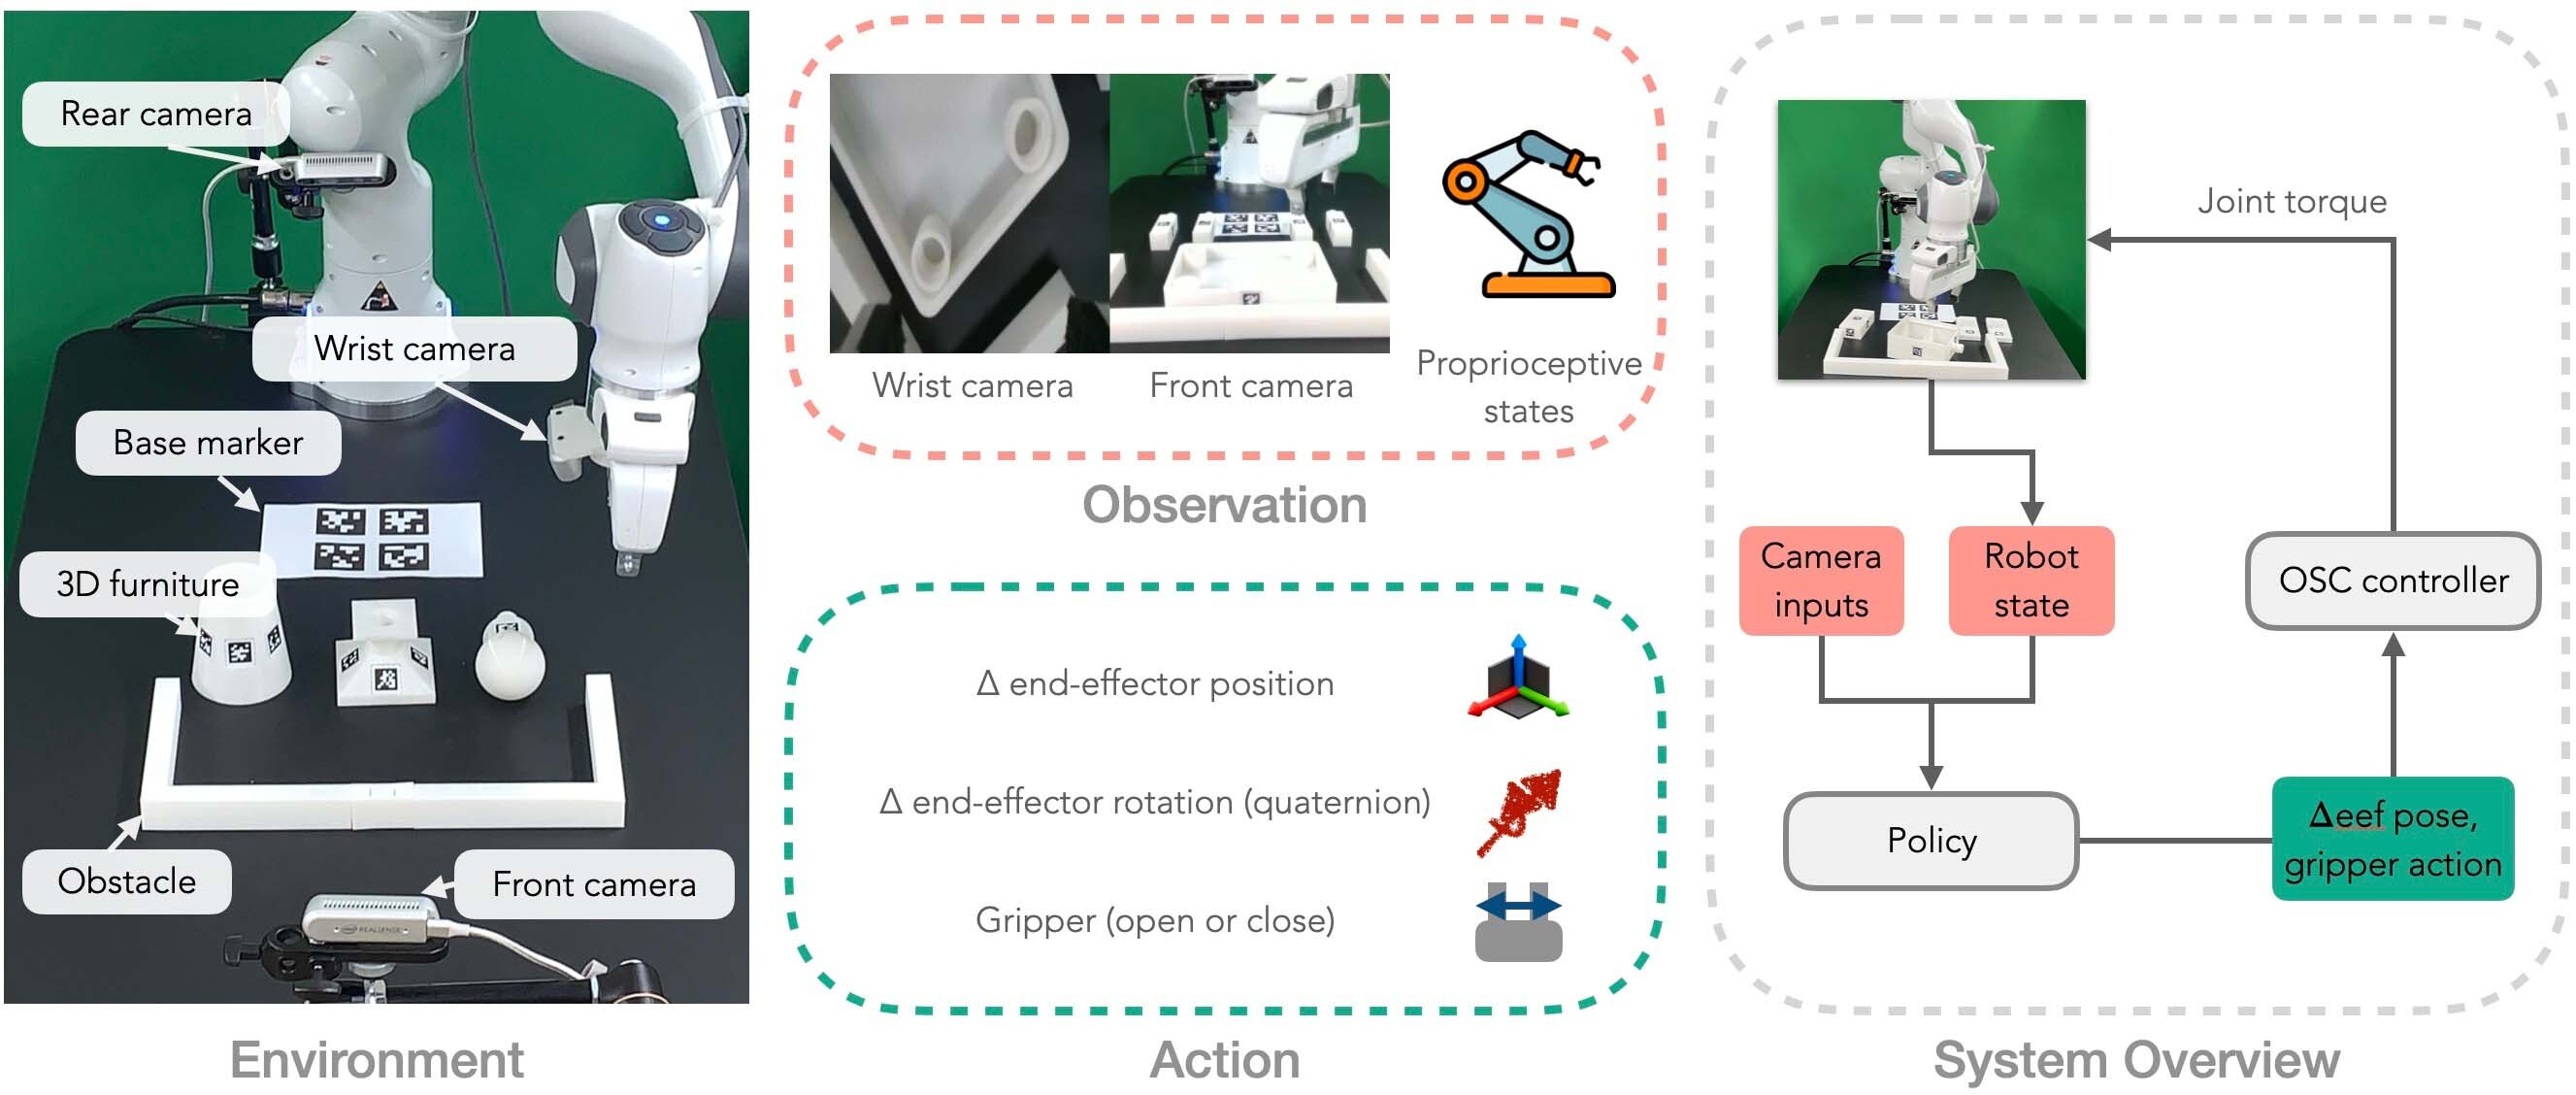 Rear camera
Wrist camera
Base marker
3D furniture
Obstacle
Front camera
REALSENSE
Environment
Wrist camera
Front camera
Proprioceptive
states
Observation
Δ end-effector position
Δ end-effector rotation (quaternion)
Gripper (open or close)
Action
Joint torque
Camera
inputs
Robot
state
OSC controller
Policy
Δeef pose,
gripper action
System Overview